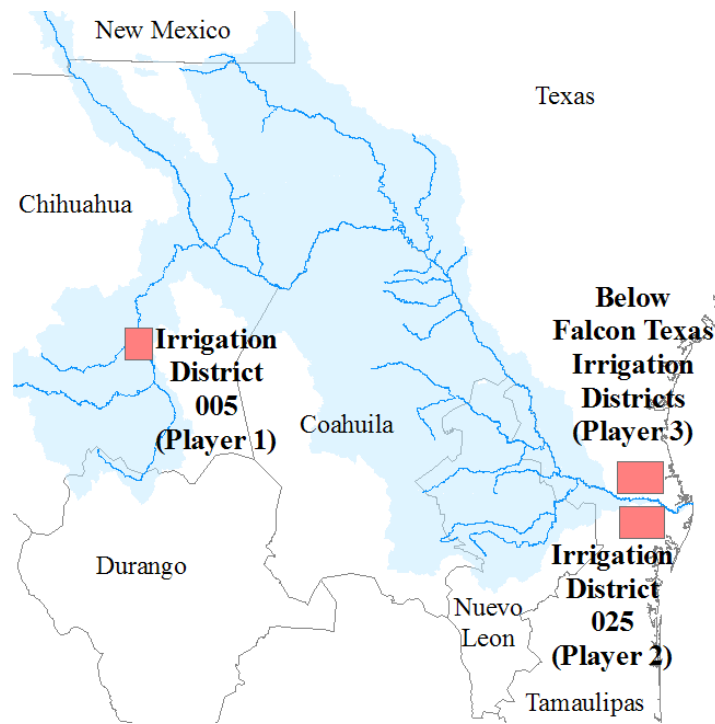 New Mexico
Texas
Chihuahua
Below
Falcon Texas
Irrigation
Districts
(Player 3)
Irrigation
District
005
(Player 1)
Coahuila
Durango
Irrigation
District
025
(Player 2)
Nuevo
Leon
Tamaulipas